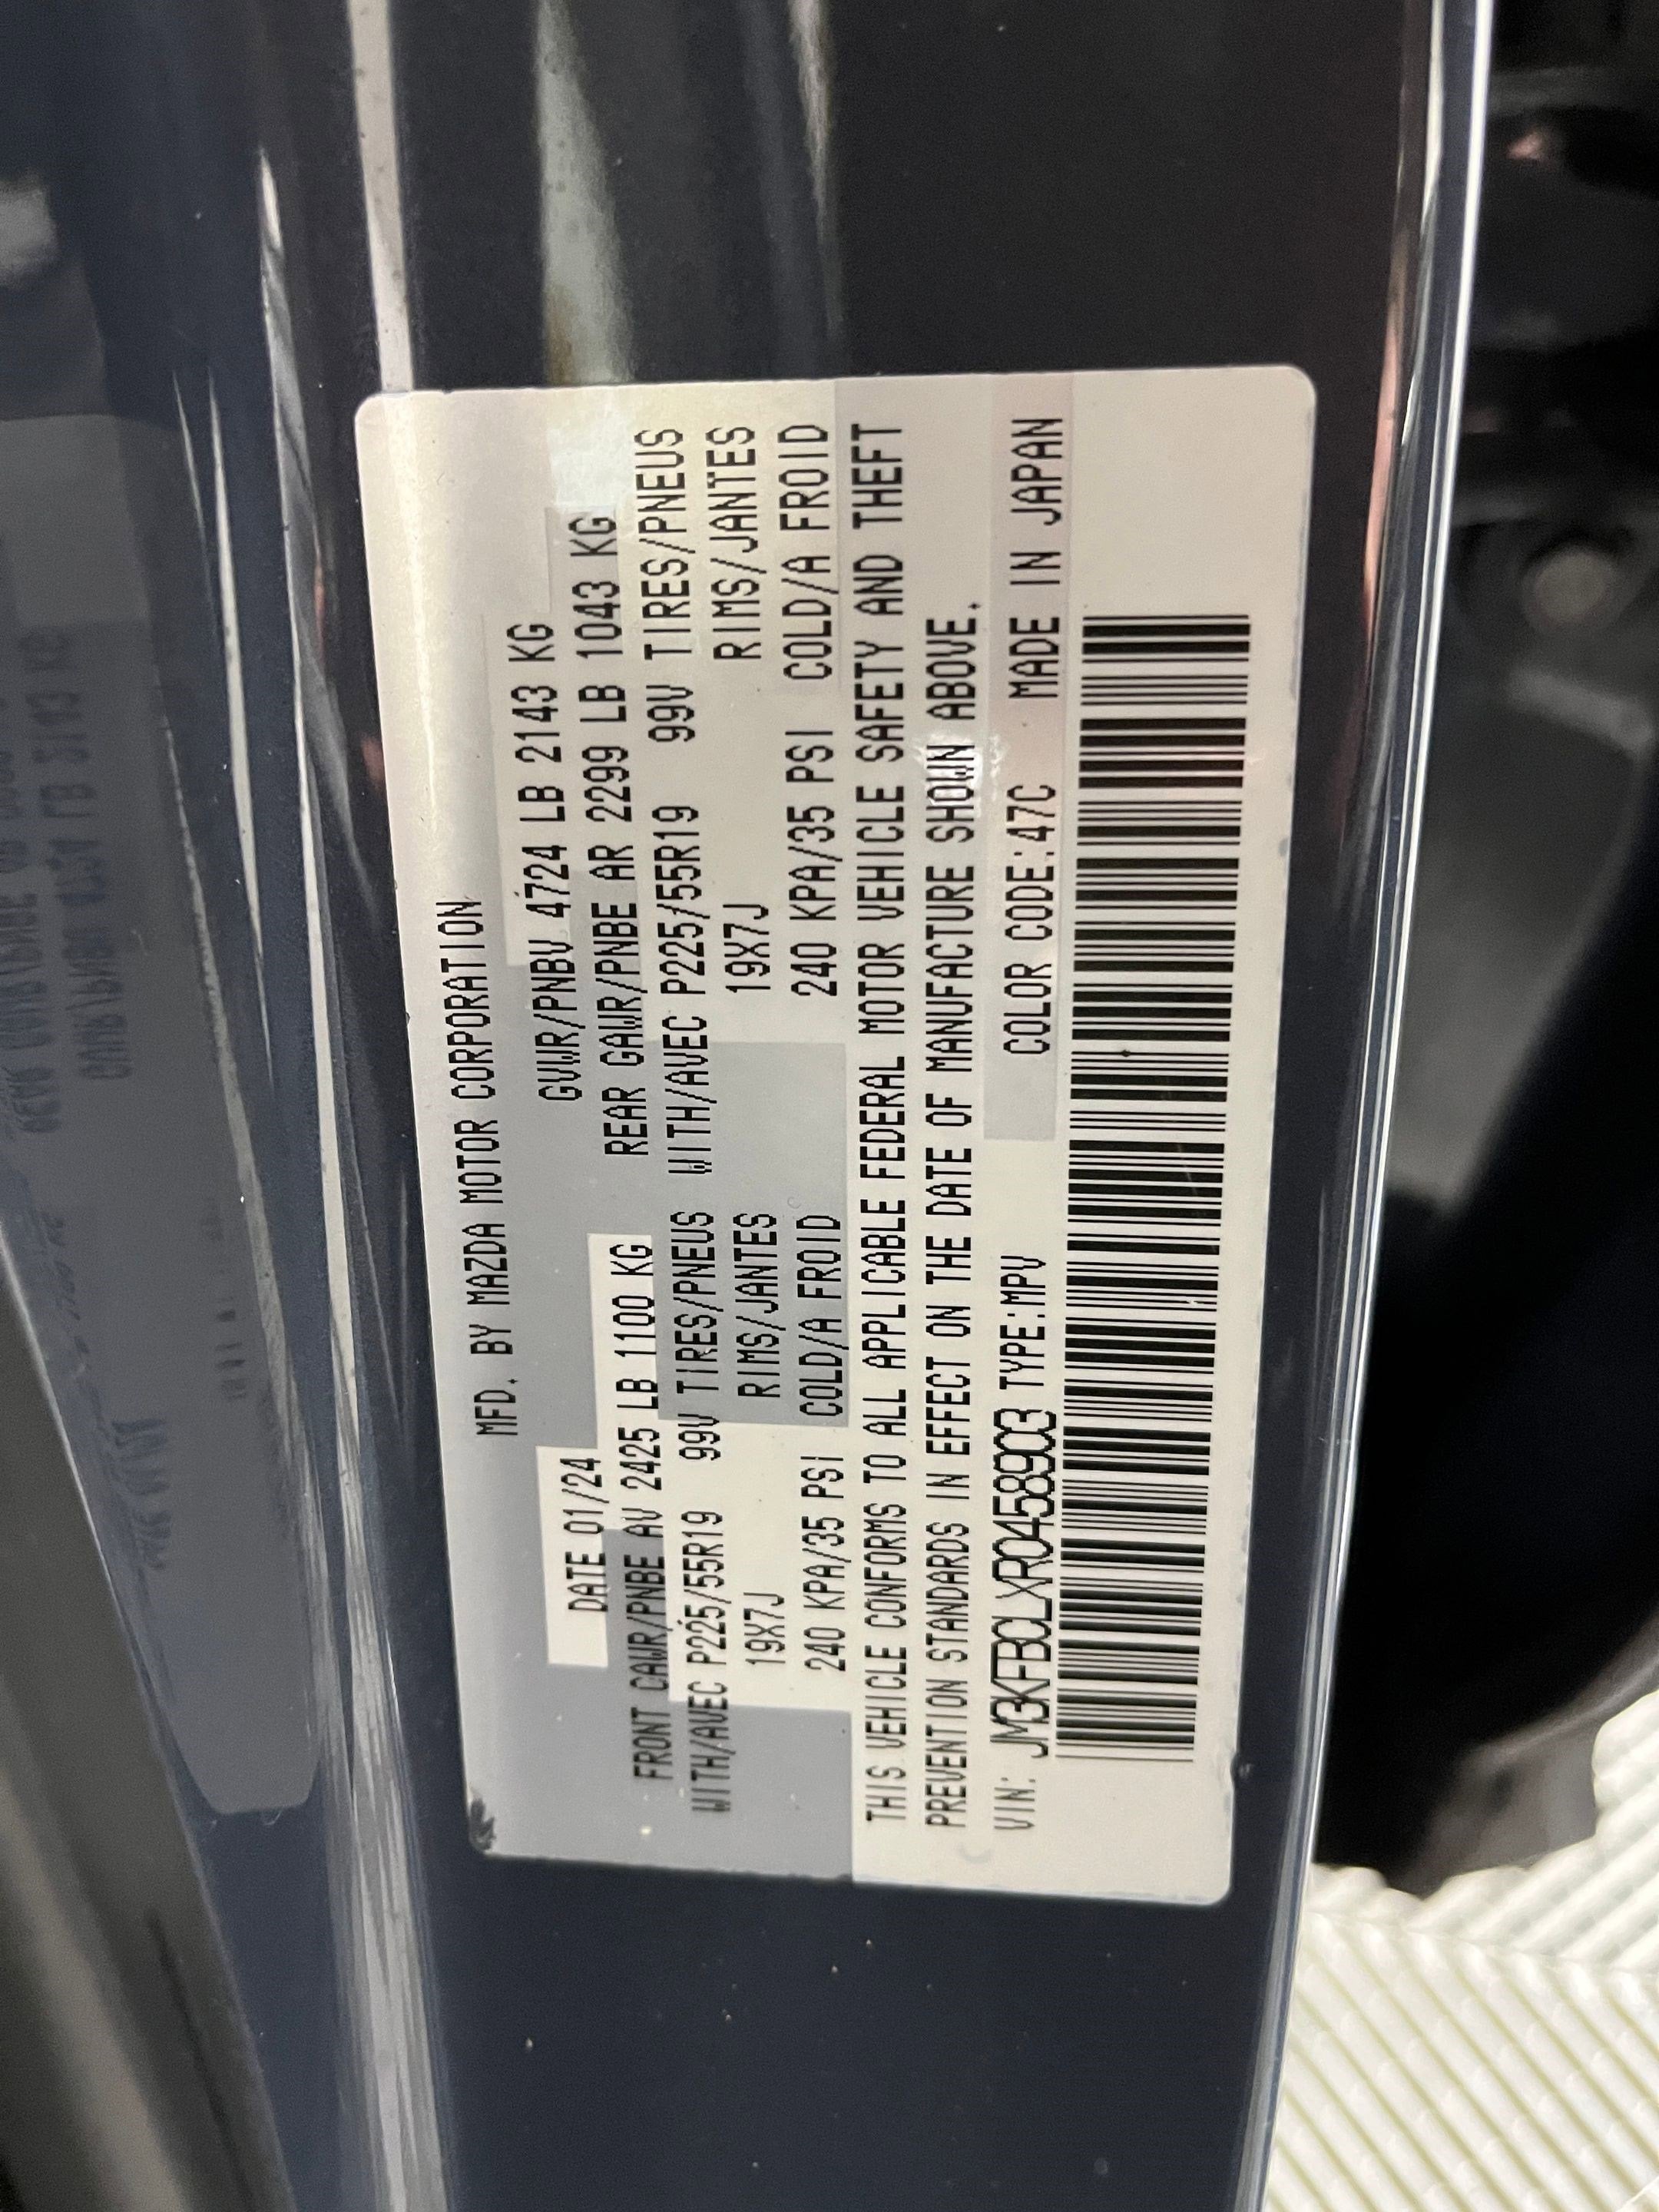 MFD. BY MAZDA MOTOR CORPORATION
DATE 01/24 GVWR/PNBV 4724 LB 2143 KG
FRONT GAWR/PNBE AV 2425 LB 1100 KG REAR GAWR/PNBE AR 2299 LB 1043 KG
WITH/AVEC P225/55R19 99V TIRES/PNEUS WITH/AVEC P225/55R19 99V TIRES/PNEUS
19X7J RIMS/JANTES 19X7J RIMS/JANTES
240 KPA/35 PSI COLD/A FROID 240 KPA/35 PSI COLD/A FROID
THIS VEHICLE CONFORMS TO ALL APPLICABLE FEDERAL MOTOR VEHICLE SAFETY AND THEFT
PREVENTION STANDARDS IN EFFECT ON THE DATE OF MANUFACTURE SHOWN ABOVE.
VIN: JM3KFBCLXR0458903 TYPE:MPV COLOR CODE:47C MADE IN JAPAN